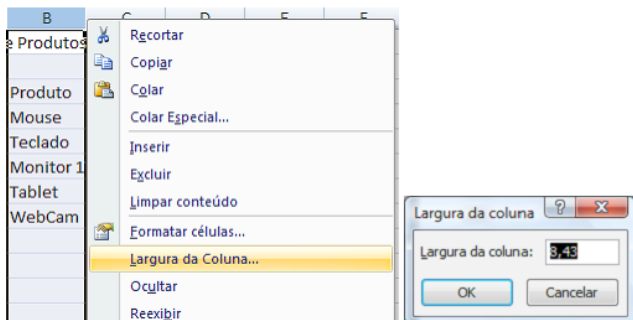 B C D E F
e Produtos
Produto
Mouse
Teclado
Monitor 1
Tablet
WebCam
Recortar
Copiar
Colar
Colar Especial...
Inserir
Excluir
Limpar conteúdo
Formatar células...
Largura da Coluna...
Ocultar
Reexibir
Largura da coluna
Largura da coluna: 8,43
OK Cancelar